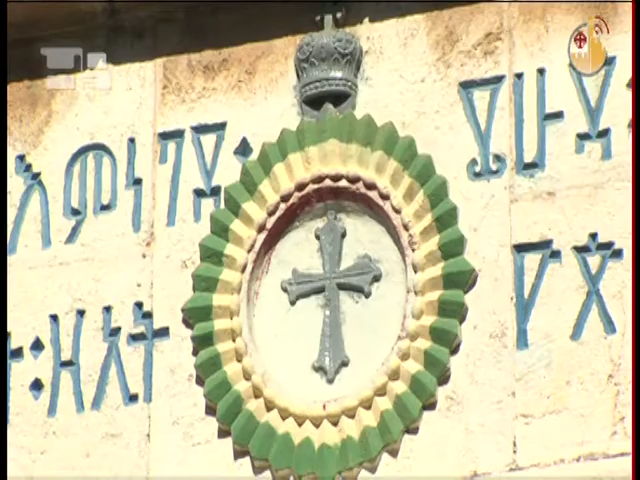 እምነገደ፡ ይሁዳ
ት፡ዘኢት ዮጵ